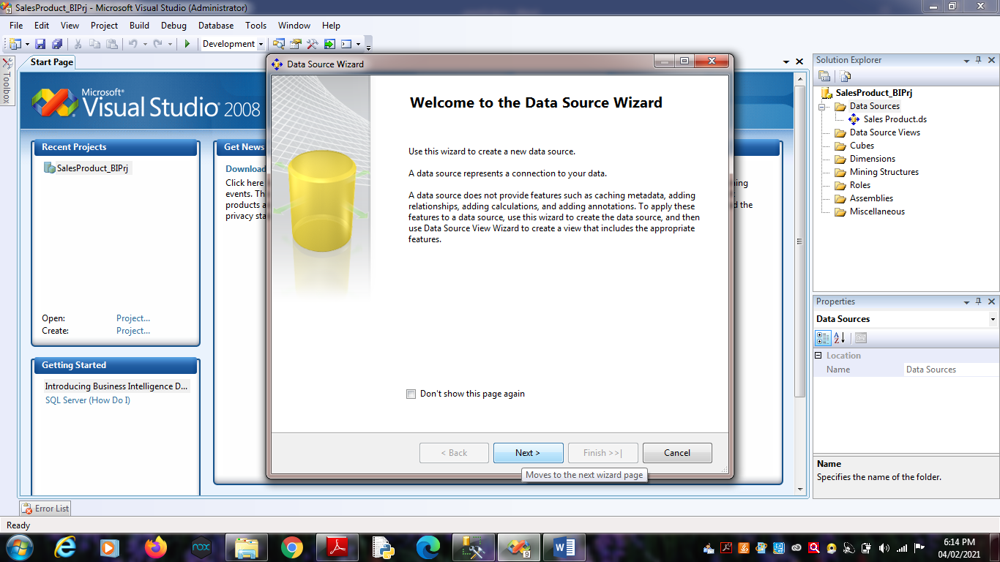 SalesProduct_BIPrj - Microsoft Visual Studio (Administrator)
File Edit View Project Build Debug Database Tools Window Help
Development
Toolbox
Start Page
Microsoft®
Visual Studio® 2008
Recent Projects
SalesProduct_BIPrj
Open: Project...
Create: Project...
Getting Started
Introducing Business Intelligence D...
SQL Server (How Do I)
Get News
Download
Click here
events. Th
products a
privacy sta
ning
d the
Data Source Wizard
Welcome to the Data Source Wizard
Use this wizard to create a new data source.
A data source represents a connection to your data.
A data source does not provide features such as caching metadata, adding
relationships, adding calculations, and adding annotations. To apply these
features to a data source, use this wizard to create the data source, and then
use Data Source View Wizard to create a view that includes the appropriate
features.
Don't show this page again
< Back Next > Finish >>| Cancel
Moves to the next wizard page
Solution Explorer
SalesProduct_BIPrj
Data Sources
Sales Product.ds
Data Source Views
Cubes
Dimensions
Mining Structures
Roles
Assemblies
Miscellaneous
Properties
Data Sources
Location
Name Data Sources
Name
Specifies the name of the folder.
Error List
Ready
nox
6:14 PM
04/02/2021